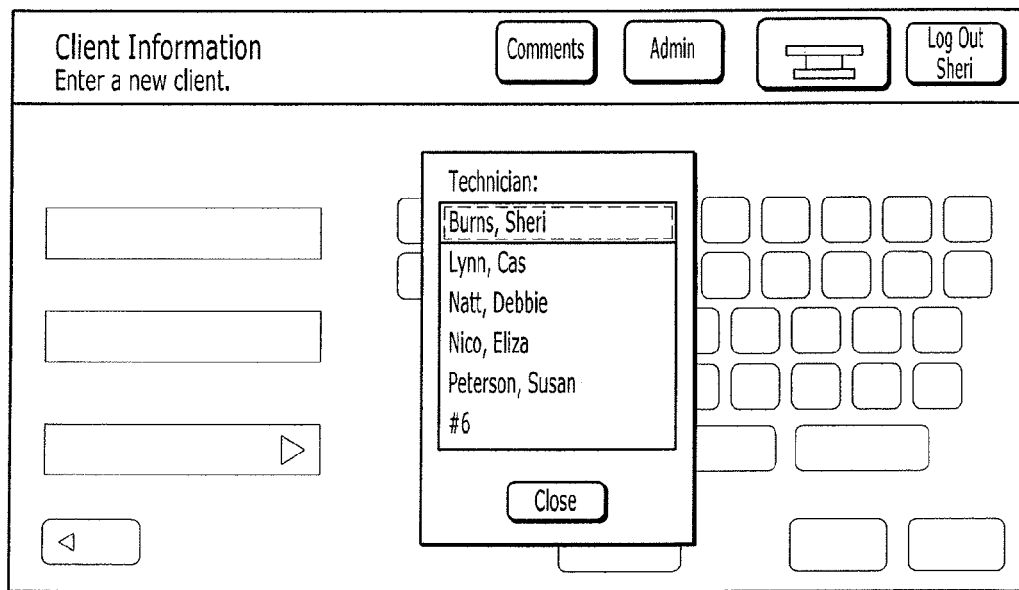 Client Information
Enter a new client.
Comments
Admin
Log Out
Sheri
Technician:
Burns, Sheri
Lynn, Cas
Natt, Debbie
Nico, Eliza
Peterson, Susan
#6
Close